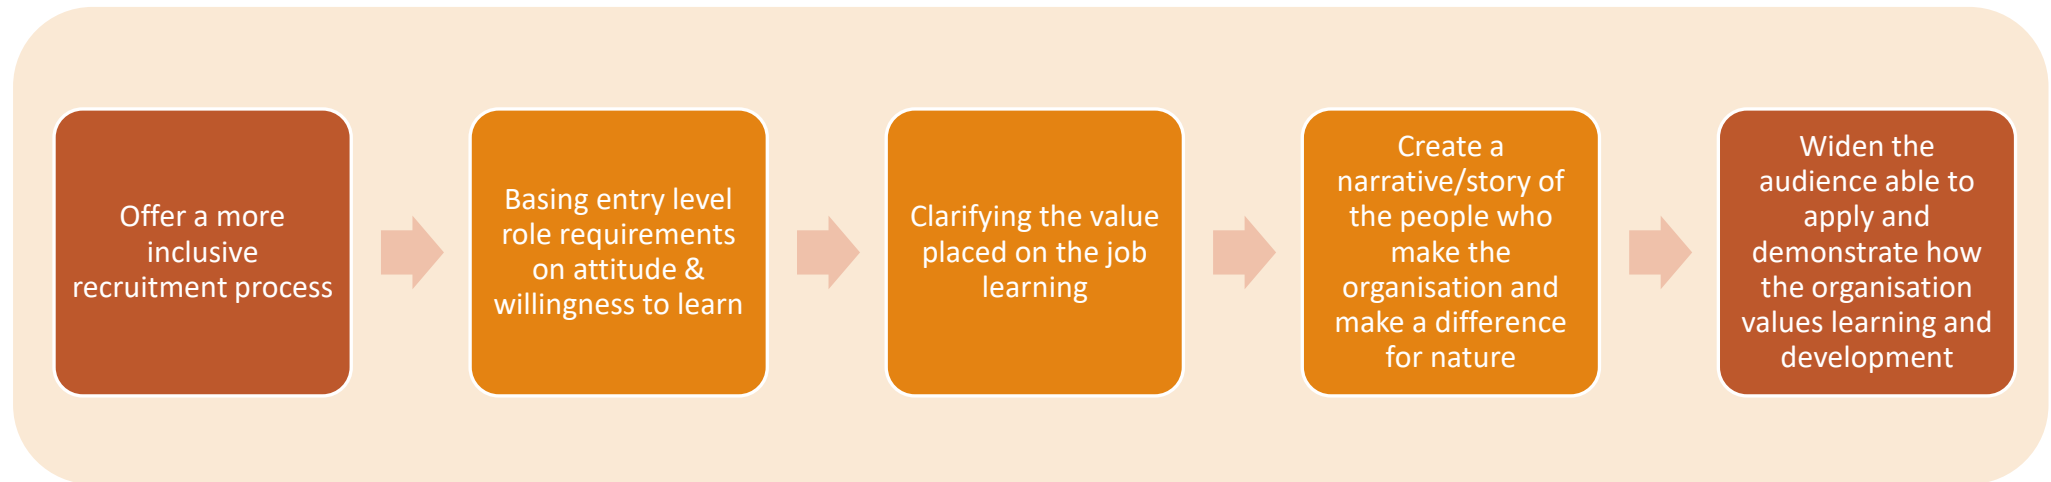 Offer a more
inclusive
recruitment process
Basing entry level
role requirements
on attitude &
willingness to learn
Clarifying the value
placed on the job
learning
Create a
narrative/story of
the people who
make the
organisation and
make a difference
for nature
Widen the
audience able to
apply and
demonstrate how
the organisation
values learning and
development